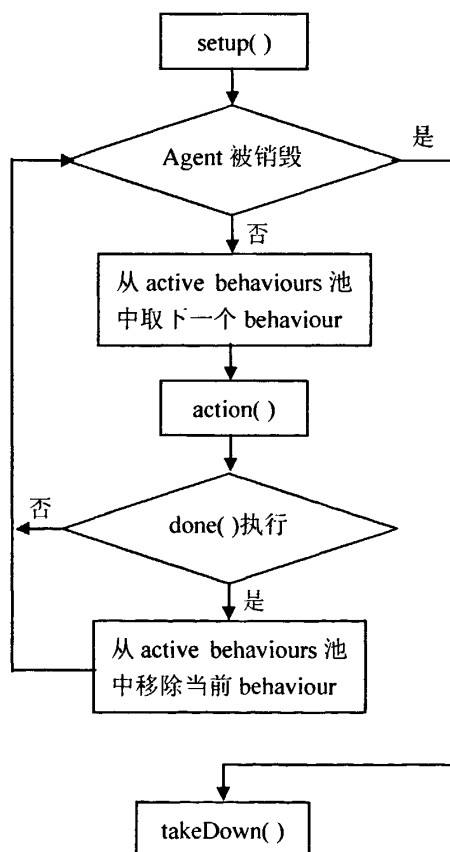 setup( )
Agent 被销毁
是
否
从 active behaviours 池
中取下一个 behaviour
action( )
done( )执行
否
是
从 active behaviours 池
中移除当前 behaviour
takeDown( )